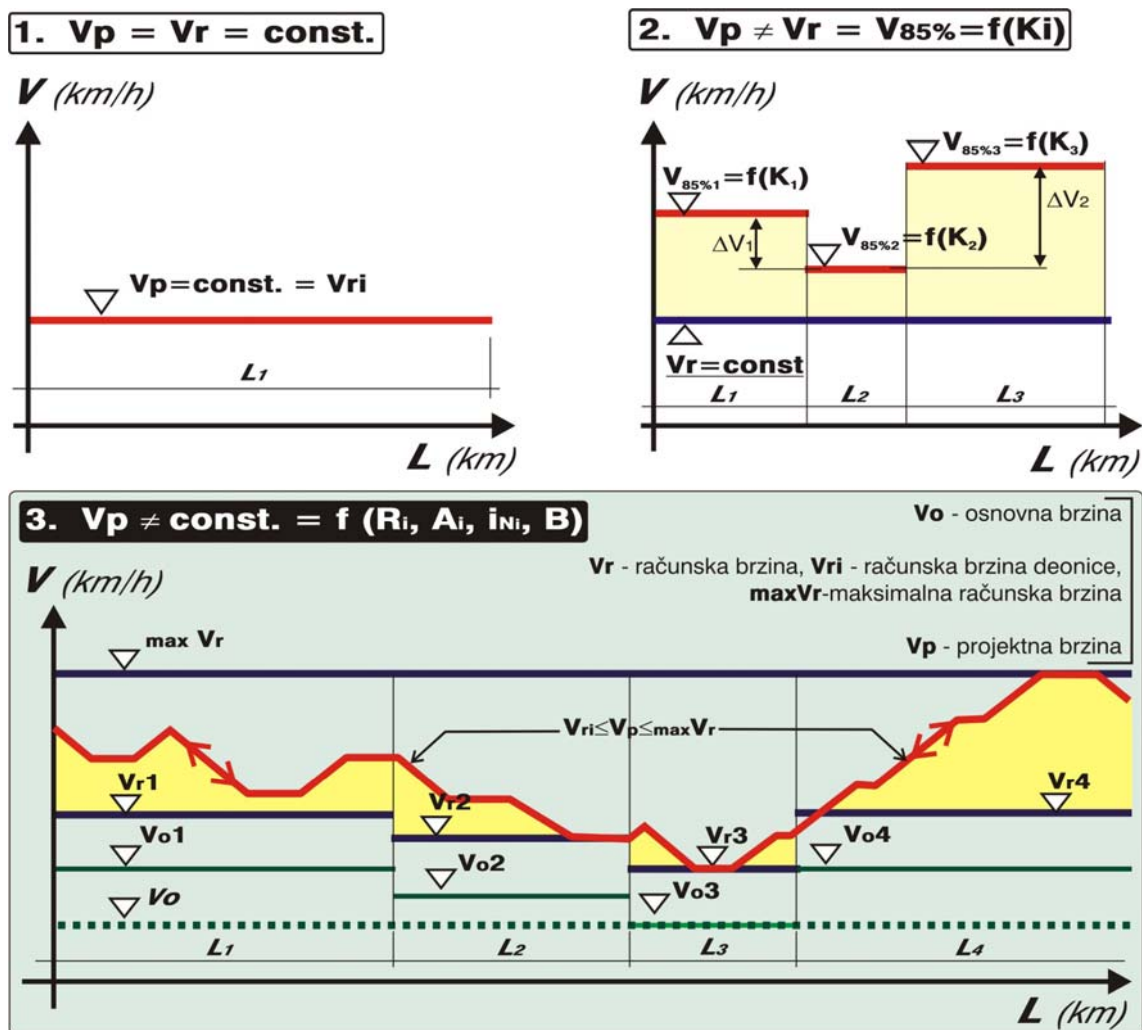 1. Vp = Vr = const.
V (km/h)
Vp=const. = Vri
L1
L (km)
2. Vp ≠ Vr = V85%=f(Ki)
V (km/h)
V85%3=f(K3)
V85%1=f(K1)
ΔV2
ΔV1
V85%2=f(K2)
Vr=const
L1
L2
L3
L (km)
3. Vp ≠ const. = f (Ri, Ai, iNi, B)
Vo - osnovna brzina
Vr - računska brzina, Vri - računska brzina deonice,
maxVr-maksimalna računska brzina
Vp - projektna brzina
V (km/h)
max Vr
Vri≤Vp≤maxVr
Vr1
Vr2
Vr3
Vr4
Vo1
Vo2
Vo3
Vo4
Vo
L1
L2
L3
L4
L (km)